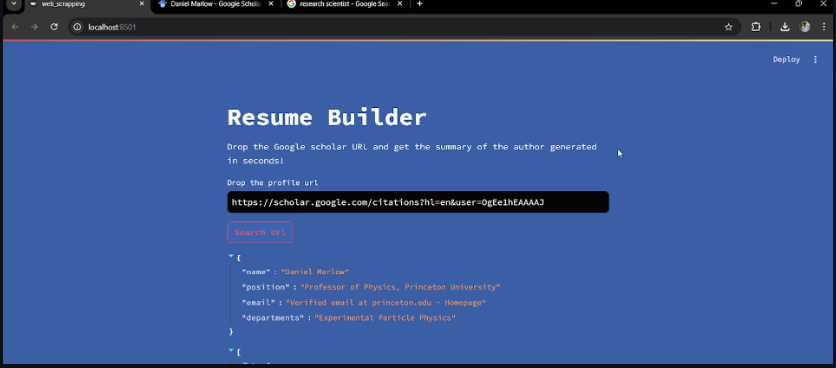 web_scrapping
Daniel Marlow - Google Schola
research scientist - Google Sea
localhost:8501
Deploy
Resume Builder
Drop the Google scholar URL and get the summary of the author generated
in seconds!
Drop the profile url
https://scholar.google.com/citations?hl=en&user=OgEe1hEAAAAJ
Search Url
{
"name" : "Daniel Marlow"
"position" : "Professor of Physics, Princeton University"
"email" : "Verified email at princeton.edu - Homepage"
"departments" : "Experimental Particle Physics"
}
[